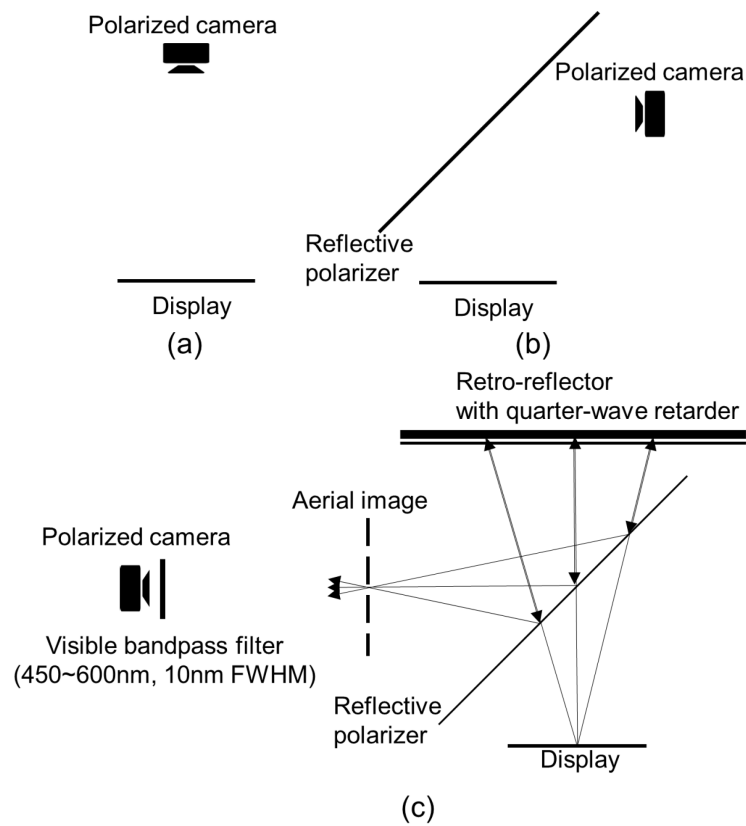 Polarized camera
Display
(a)
Polarized camera
Reflective
polarizer
Display
(b)
Retro-reflector
with quarter-wave retarder
Aerial image
Polarized camera
Visible bandpass filter
(450~600nm, 10nm FWHM)
Reflective
polarizer
Display
(c)